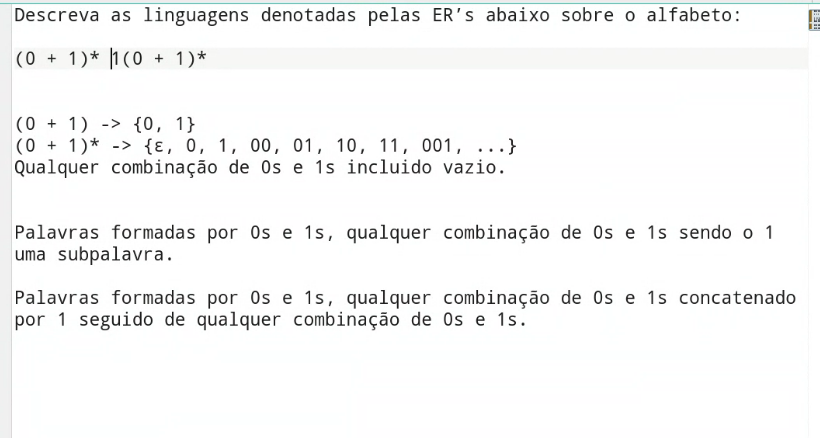 Descreva as linguagens denotadas pelas ER's abaixo sobre o alfabeto:
(0 + 1)* 1(0 + 1)*
(0 + 1) -> {0, 1}
(0 + 1)* -> {ε, 0, 1, 00, 01, 10, 11, 001, ...}
Qualquer combinação de 0s e 1s incluido vazio.
Palavras formadas por 0s e 1s, qualquer combinação de 0s e 1s sendo o 1
uma subpalavra.
Palavras formadas por 0s e 1s, qualquer combinação de 0s e 1s concatenado
por 1 seguido de qualquer combinação de 0s e 1s.